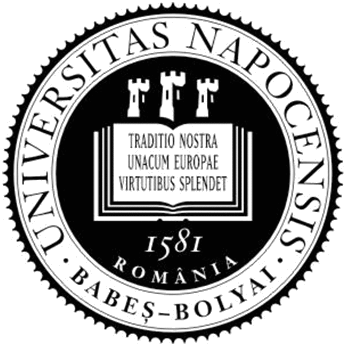 UNIVERSITAS NAPOCENSIS
TRADITIO NOSTRA
UNACUM EUROPAE
VIRTUTIBUS SPLENDET
1581
ROMÂNIA
· BABEȘ–BOLYAI ·